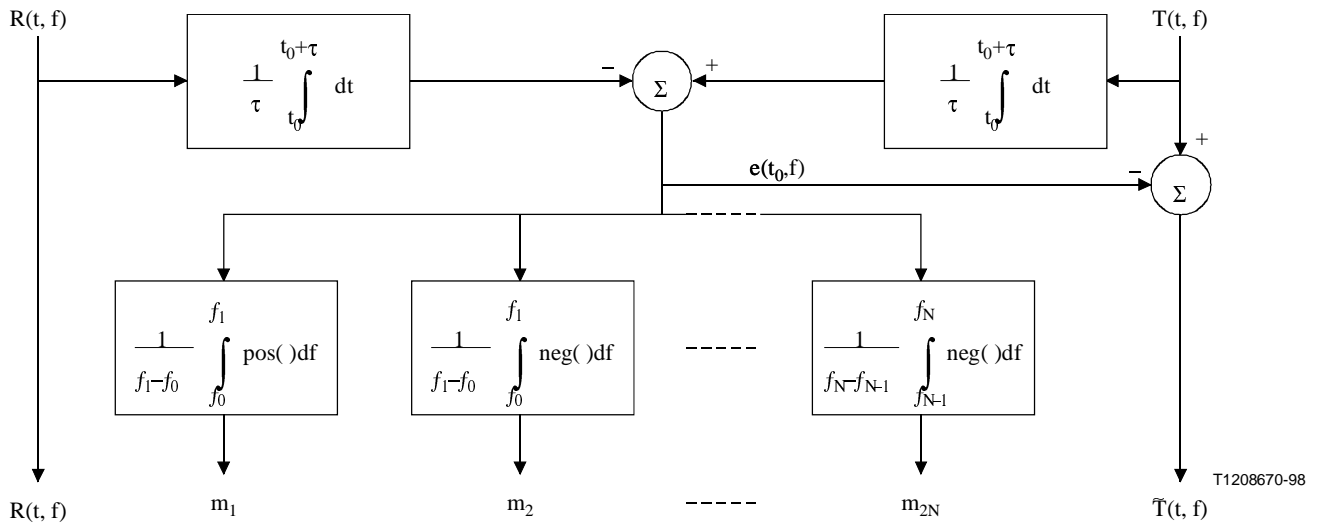 R(t, f)
T(t, f)
t0+τ
1
τ
∫ dt
t0
−
Σ
+
t0+τ
1
τ
∫ dt
t0
+
e(t0,f)
−
Σ
f1
1
f1–f0
∫ pos( )df
f0
f1
1
f1–f0
∫ neg( )df
f0
fN
1
fN–fN–1
∫ neg( )df
fN–1
T1208670-98
R(t, f)
m1
m2
m2N
T̃(t, f)